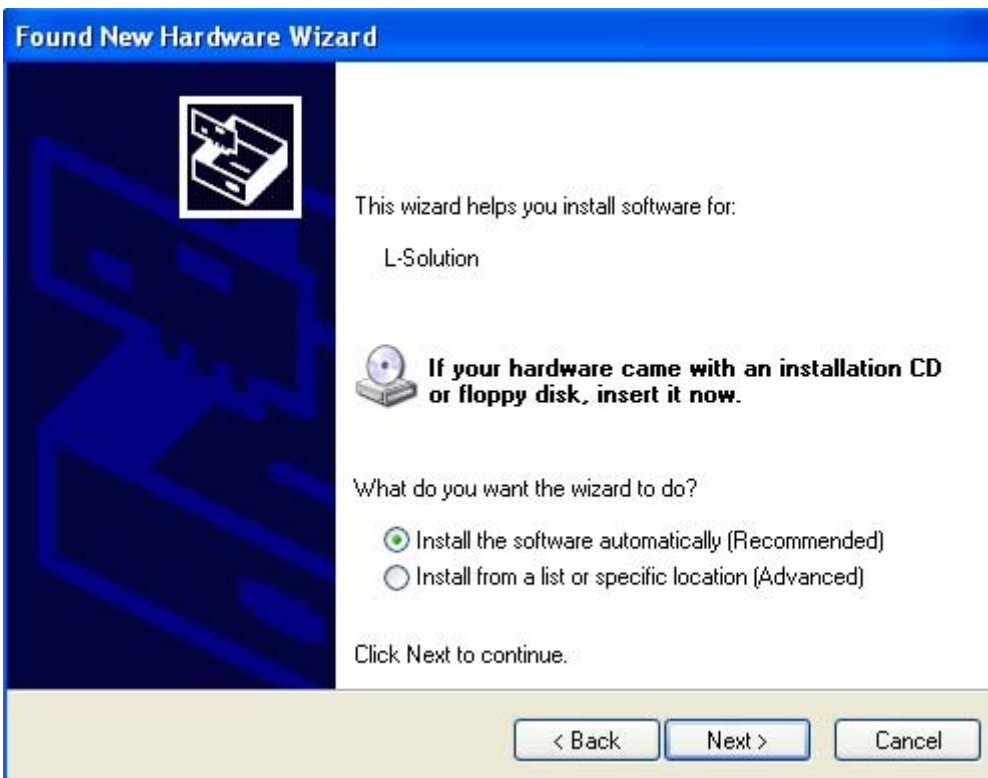 Found New Hardware Wizard
This wizard helps you install software for:
L-Solution
If your hardware came with an installation CD
or floppy disk, insert it now.
What do you want the wizard to do?
Install the software automatically (Recommended)
Install from a list or specific location (Advanced)
Click Next to continue.
< Back Next > Cancel